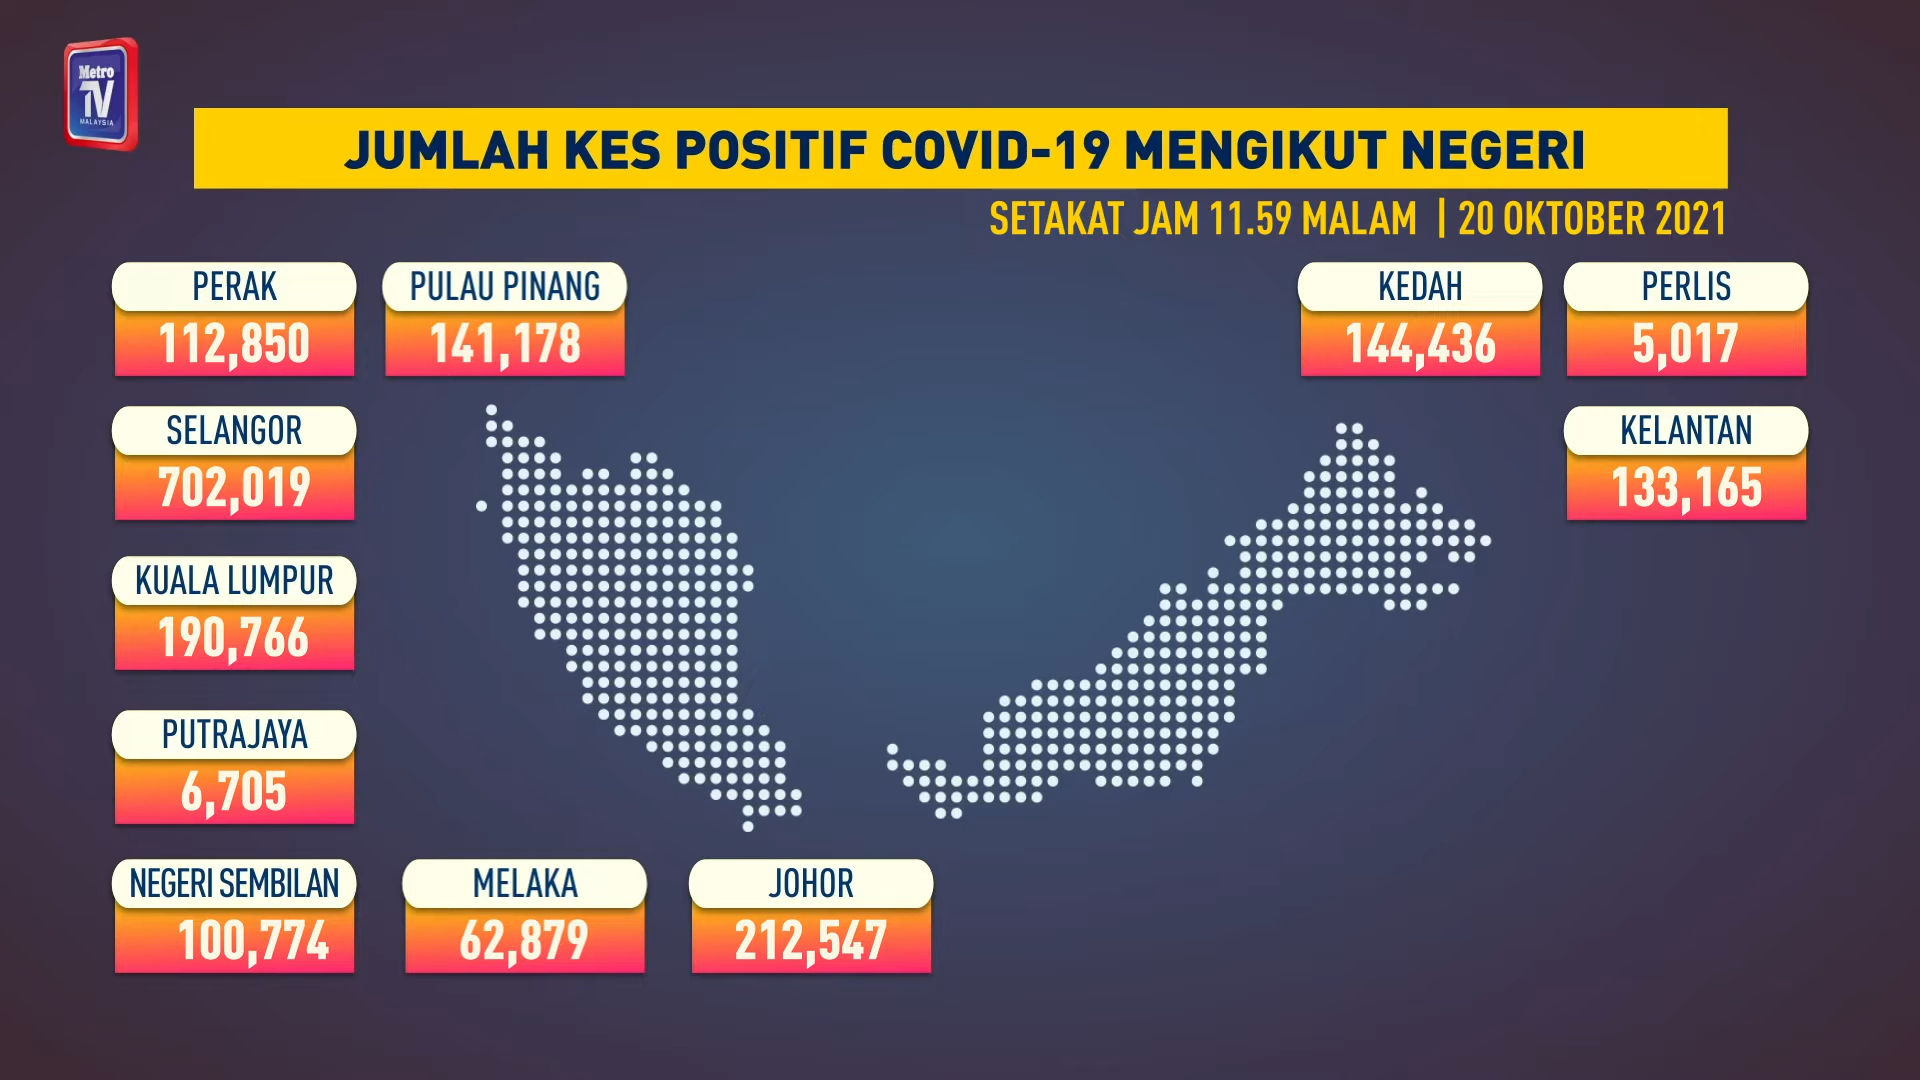 Metro
TV
MALAYSIA
JUMLAH KES POSITIF COVID-19 MENGIKUT NEGERI
SETAKAT JAM 11.59 MALAM | 20 OKTOBER 2021
PERAK
112,850
PULAU PINANG
141,178
KEDAH
144,436
PERLIS
5,017
SELANGOR
702,019
KELANTAN
133,165
KUALA LUMPUR
190,766
PUTRAJAYA
6,705
NEGERI SEMBILAN
100,774
MELAKA
62,879
JOHOR
212,547